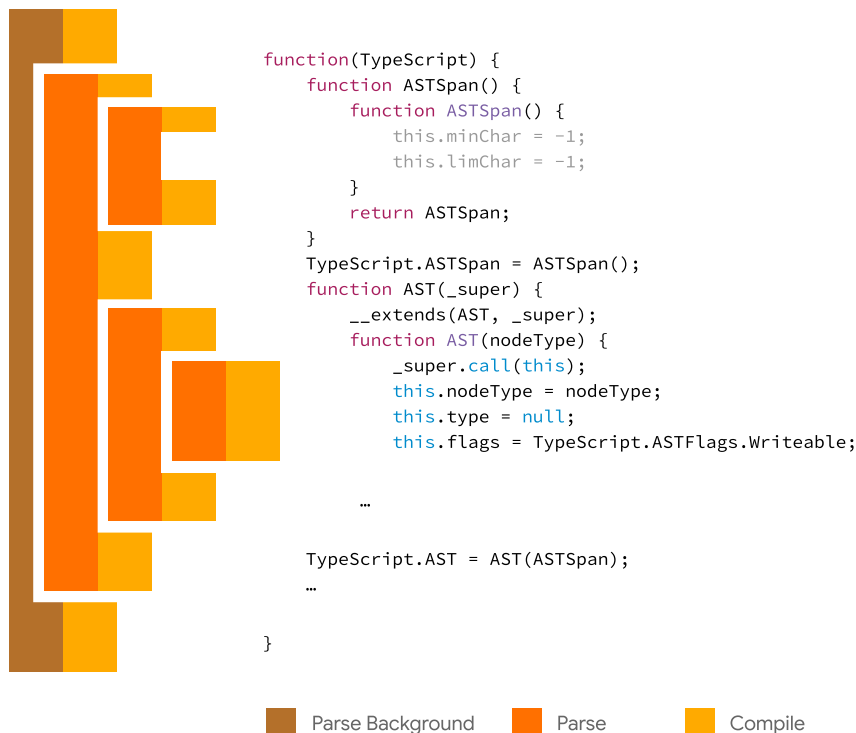 function(TypeScript) {
    function ASTSpan() {
        function ASTSpan() {
            this.minChar = -1;
            this.limChar = -1;
        }
        return ASTSpan;
    }
    TypeScript.ASTSpan = ASTSpan();
    function AST(_super) {
        __extends(AST, _super);
        function AST(nodeType) {
            _super.call(this);
            this.nodeType = nodeType;
            this.type = null;
            this.flags = TypeScript.ASTFlags.Writeable;
         …
    TypeScript.AST = AST(ASTSpan);
    …
}
Parse Background Parse Compile